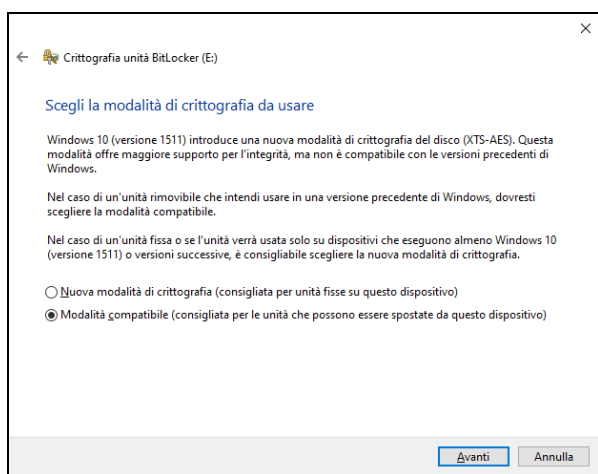 Crittografia unità BitLocker (E:)
Scegli la modalità di crittografia da usare
Windows 10 (versione 1511) introduce una nuova modalità di crittografia del disco (XTS-AES). Questa
modalità offre maggiore supporto per l'integrità, ma non è compatibile con le versioni precedenti di
Windows.
Nel caso di un'unità rimovibile che intendi usare in una versione precedente di Windows, dovresti
scegliere la modalità compatibile.
Nel caso di un'unità fissa o se l'unità verrà usata solo su dispositivi che eseguono almeno Windows 10
(versione 1511) o versioni successive, è consigliabile scegliere la nuova modalità di crittografia.
Nuova modalità di crittografia (consigliata per unità fisse su questo dispositivo)
Modalità compatibile (consigliata per le unità che possono essere spostate da questo dispositivo)
Avanti Annulla